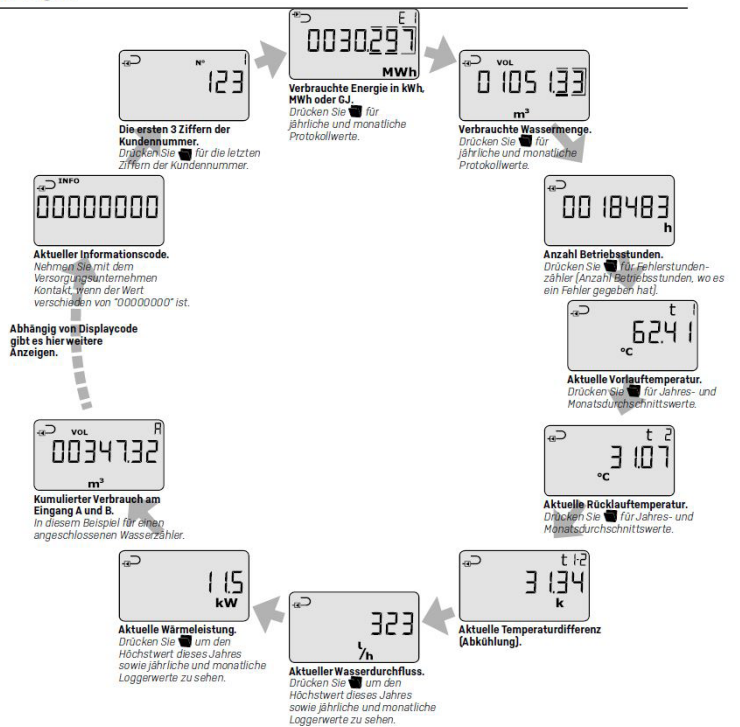 E1
0030.297
MWh
Verbrauchte Energie in kWh,
MWh oder GJ.
Drücken Sie für
jährliche und monatliche
Protokollwerte.
VOL
01051.33
m³
Verbrauchte Wassermenge.
Drücken Sie für
jährliche und monatliche
Protokollwerte.
0018483
h
Anzahl Betriebsstunden.
Drücken Sie für Fehlerstunden-
zähler (Anzahl Betriebsstunden, wo es
ein Fehler gegeben hat).
t 1
62.41
°C
Aktuelle Vorlauftemperatur.
Drücken Sie für Jahres- und
Monatsdurchschnittswerte.
t 2
31.07
°C
Aktuelle Rücklauftemperatur.
Drücken Sie für Jahres- und
Monatsdurchschnittswerte.
t1-2
31.34
k
Aktuelle Temperaturdifferenz
(Abkühlung).
323
l/h
Aktueller Wasserdurchfluss.
Drücken Sie um den
Höchstwert dieses Jahres
sowie jährliche und monatliche
Loggerwerte zu sehen.
11.5
kW
Aktuelle Wärmeleistung.
Drücken Sie um den
Höchstwert dieses Jahres
sowie jährliche und monatliche
Loggerwerte zu sehen.
VOL A
00347.32
m³
Kumulierter Verbrauch am
Eingang A und B.
In diesem Beispiel für einen
angeschlossenen Wasserzähler.
Abhängig von Displaycode
gibt es hier weitere
Anzeigen.
INFO
00000000
Aktueller Informationscode.
Nehmen Sie mit dem
Versorgungsunternehmen
Kontakt, wenn der Wert
verschieden von "00000000" ist.
N° 1
123
Die ersten 3 Ziffern der
Kundennummer.
Drücken Sie für die letzten
Ziffern der Kundennummer.